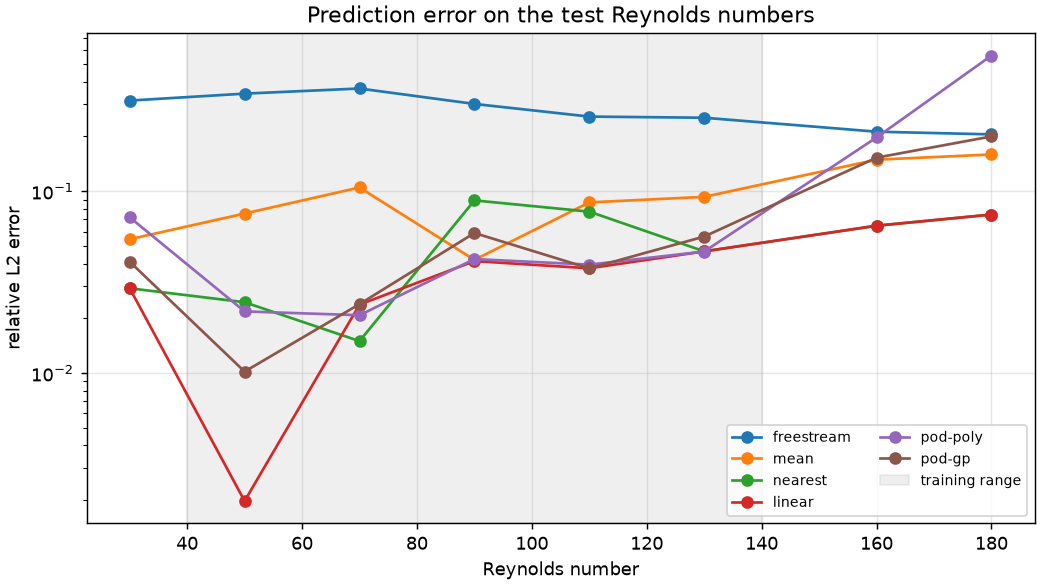 Prediction error on the test Reynolds numbers
relative L2 error
10⁻¹
10⁻²
40 60 80 100 120 140 160 180
Reynolds number
freestream
mean
nearest
linear
pod-poly
pod-gp
training range